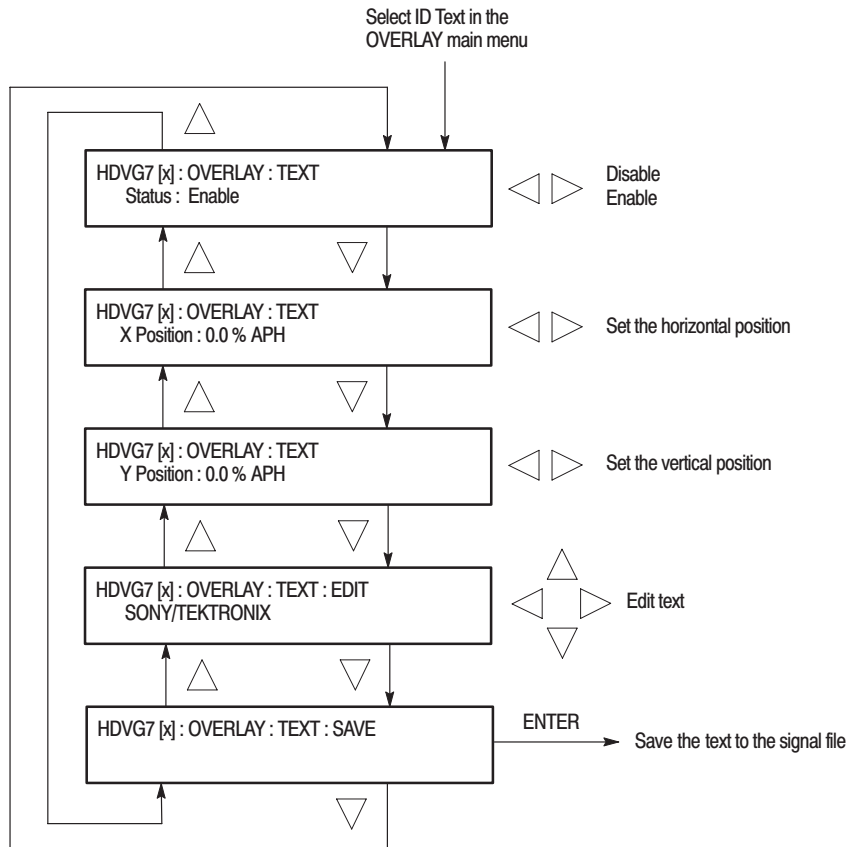 Select ID Text in the
OVERLAY main menu
HDVG7 [x] : OVERLAY : TEXT
Status : Enable
Disable
Enable
HDVG7 [x] : OVERLAY : TEXT
X Position : 0.0 % APH
Set the horizontal position
HDVG7 [x] : OVERLAY : TEXT
Y Position : 0.0 % APH
Set the vertical position
HDVG7 [x] : OVERLAY : TEXT : EDIT
SONY/TEKTRONIX
Edit text
HDVG7 [x] : OVERLAY : TEXT : SAVE
ENTER
Save the text to the signal file